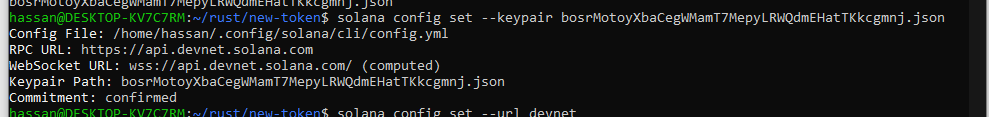 bosrMotoyXbaCegWMamT7MepyLRWQdmEHatTKkcgmnj.json
hassan@DESKTOP-KV7C7RM:~/rust/new-token$ solana config set --keypair bosrMotoyXbaCegWMamT7MepyLRWQdmEHatTKkcgmnj.json
Config File: /home/hassan/.config/solana/cli/config.yml
RPC URL: https://api.devnet.solana.com
WebSocket URL: wss://api.devnet.solana.com/ (computed)
Keypair Path: bosrMotoyXbaCegWMamT7MepyLRWQdmEHatTKkcgmnj.json
Commitment: confirmed
hassan@DESKTOP-KV7C7RM:~/rust/new-token$ solana config set --url devnet